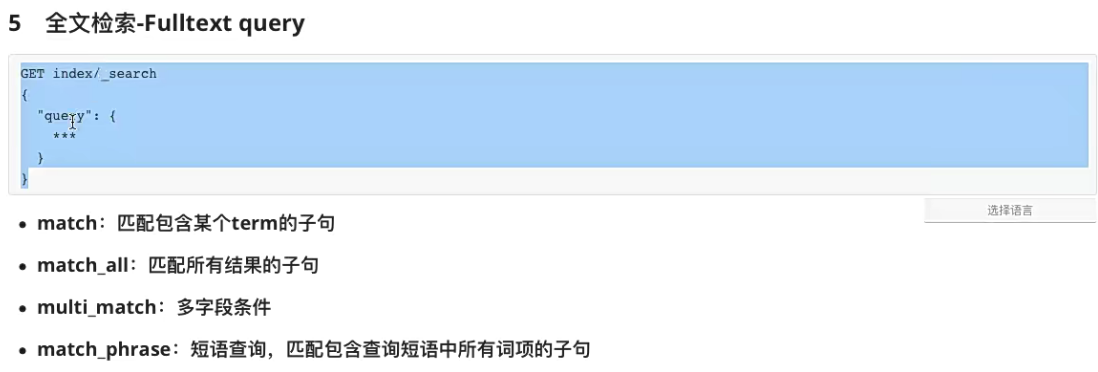 5 全文检索-Fulltext query
GET index/_search
{
"query": {
***
}
}
选择语言
• match：匹配包含某个term的子句
• match_all：匹配所有结果的子句
• multi_match：多字段条件
• match_phrase：短语查询，匹配包含查询短语中所有词项的子句